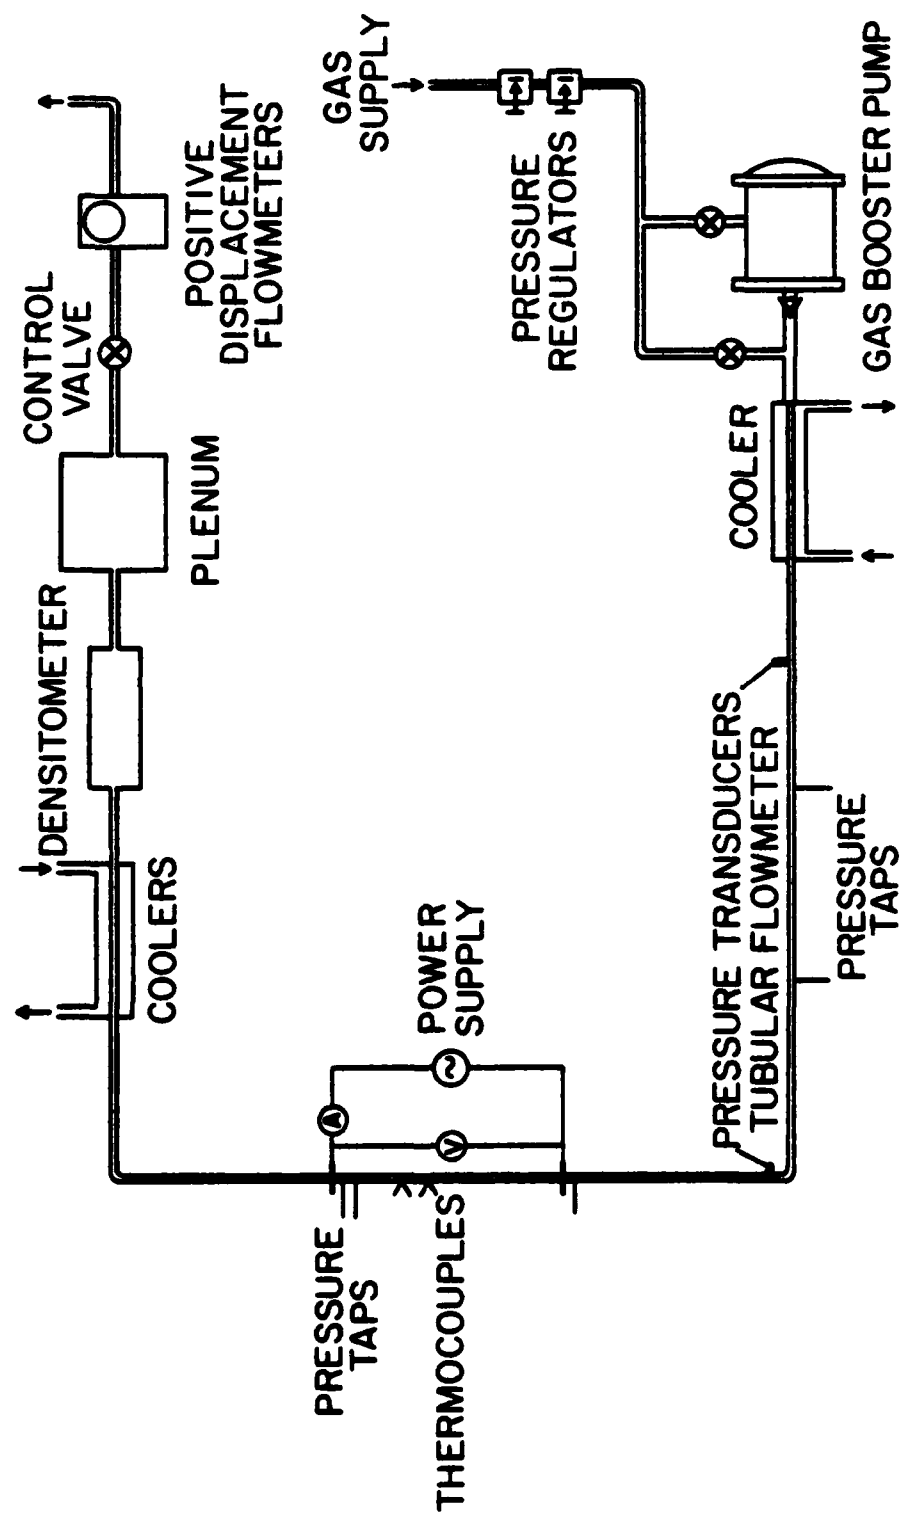 CONTROL
VALVE
POSITIVE
DISPLACEMENT
FLOWMETERS
PLENUM
DENSITOMETER
COOLERS
GAS
SUPPLY
PRESSURE
REGULATORS
GAS BOOSTER PUMP
COOLER
POWER
SUPPLY
A
V
PRESSURE
TAPS
THERMOCOUPLES
PRESSURE TRANSDUCERS
TUBULAR FLOWMETER
PRESSURE
TAPS